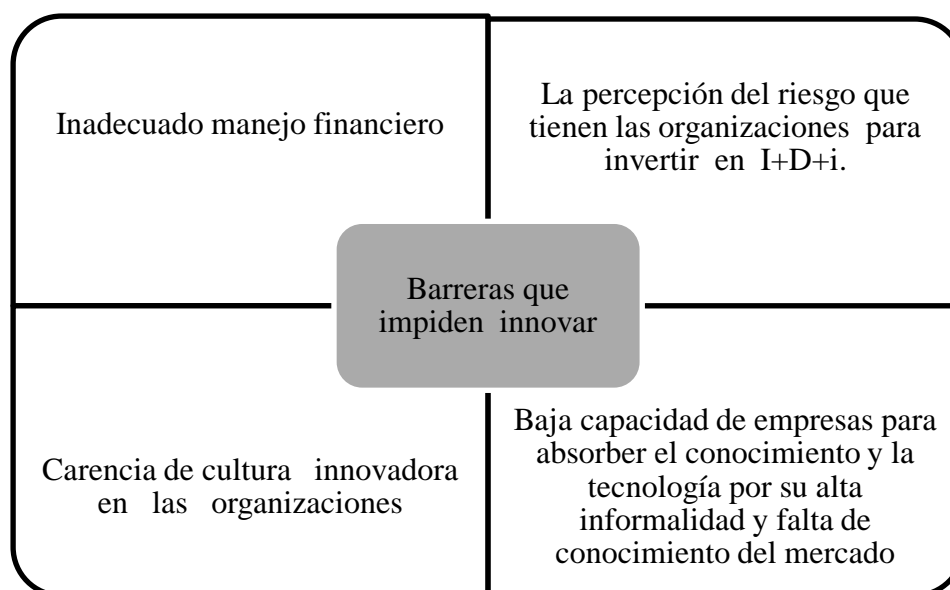 Inadecuado manejo financiero
La percepción del riesgo que
tienen las organizaciones para
invertir en I+D+i.
Barreras que
impiden innovar
Carencia de cultura innovadora
en las organizaciones
Baja capacidad de empresas para
absorber el conocimiento y la
tecnología por su alta
informalidad y falta de
conocimiento del mercado